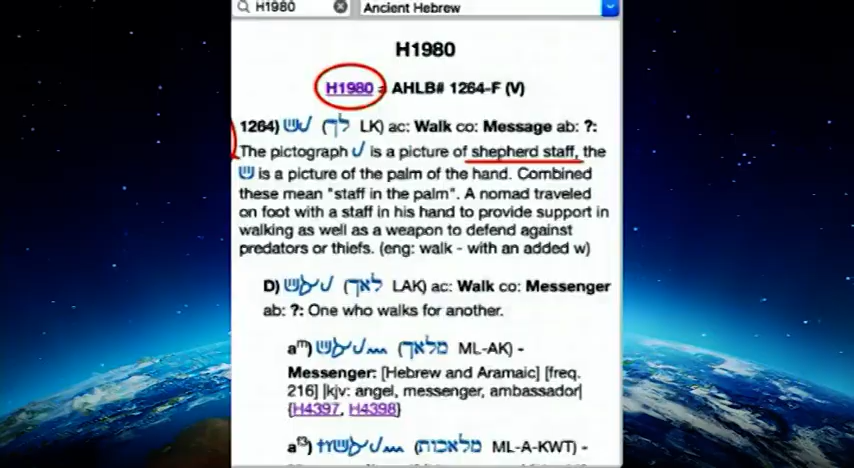 H1980 Ancient Hebrew
H1980
H1980 = AHLB# 1264-F (V)
1264) (לך LK) ac: Walk co: Message ab: ?:
The pictograph is a picture of shepherd staff, the
is a picture of the palm of the hand. Combined
these mean "staff in the palm". A nomad traveled
on foot with a staff in his hand to provide support in
walking as well as a weapon to defend against
predators or thiefs. (eng: walk - with an added w)
D) (לאך LAK) ac: Walk co: Messenger
ab: ?: One who walks for another.
aᵐ) (מלאך ML-AK) -
Messenger: [Hebrew and Aramaic] [freq.
216] |kjv: angel, messenger, ambassador|
{H4397, H4398}
aᶠ³) (מלאכות ML-A-KWT) -